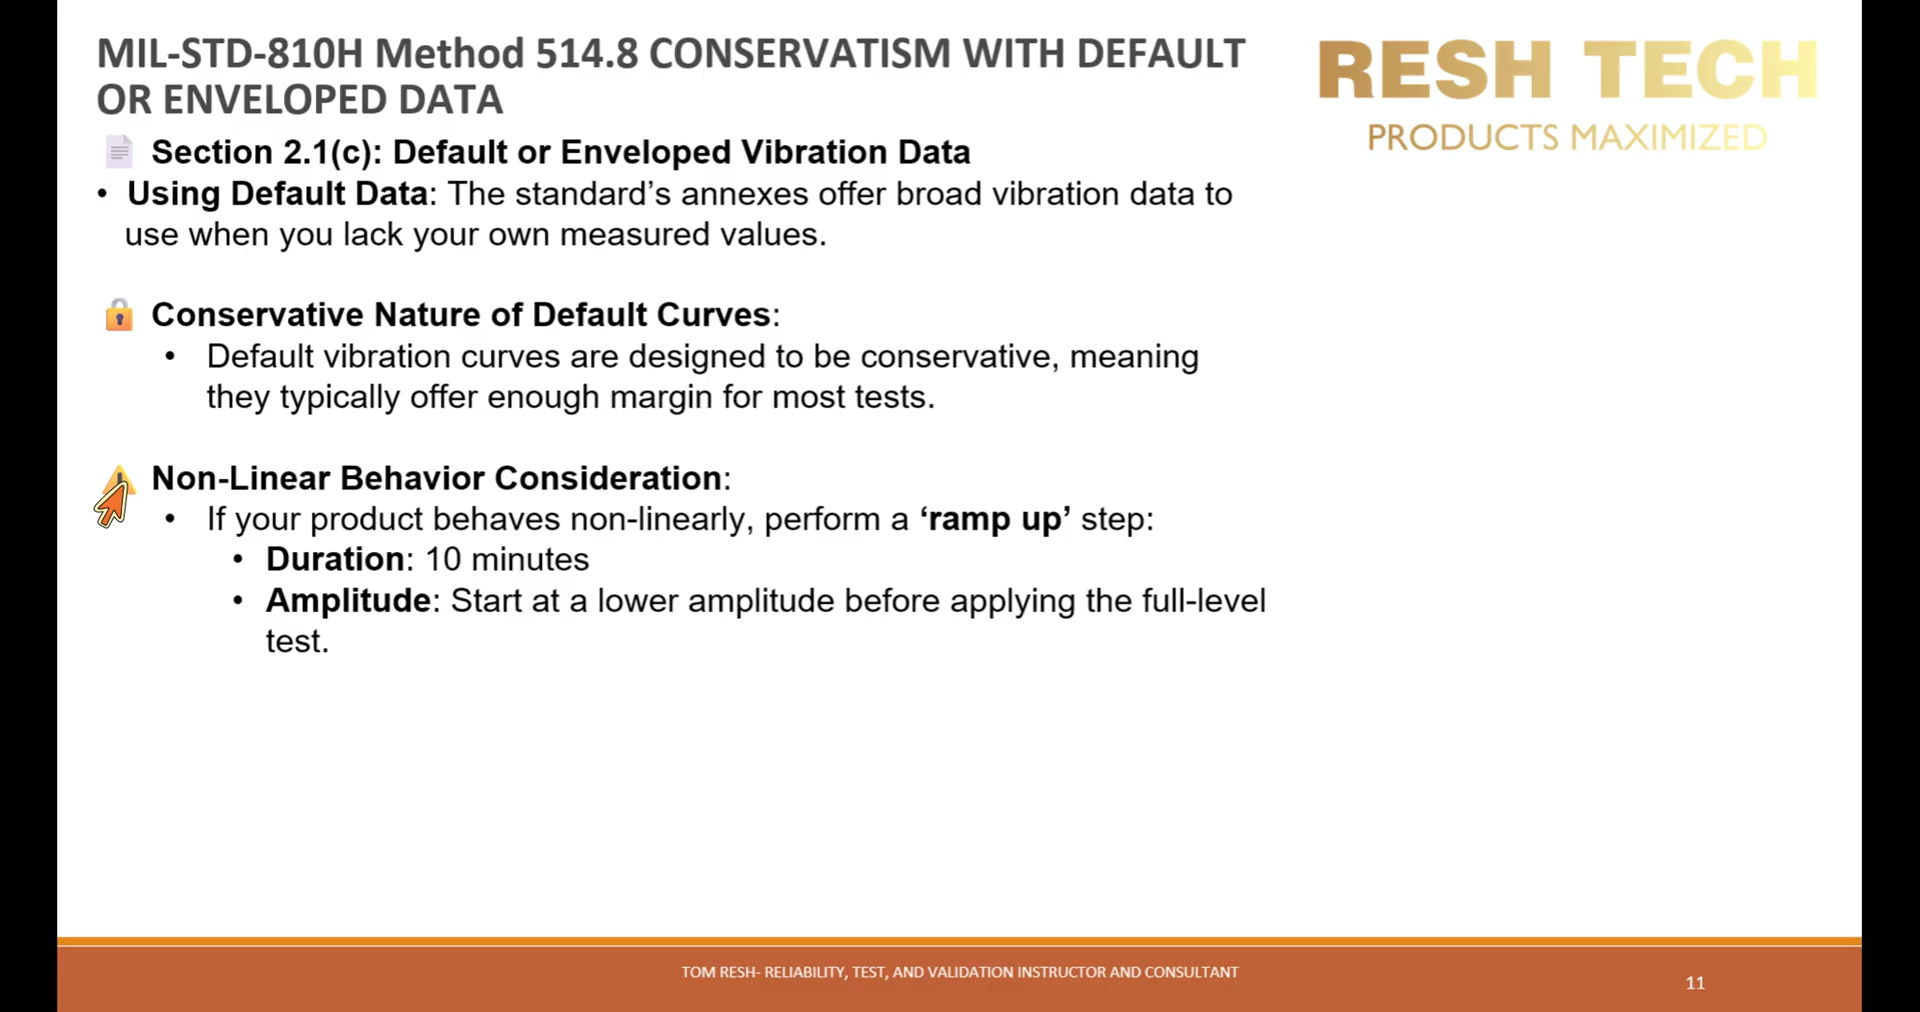 MIL-STD-810H Method 514.8 CONSERVATISM WITH DEFAULT
OR ENVELOPED DATA
RESH TECH
PRODUCTS MAXIMIZED
Section 2.1(c): Default or Enveloped Vibration Data
• Using Default Data: The standard’s annexes offer broad vibration data to
use when you lack your own measured values.
Conservative Nature of Default Curves:
• Default vibration curves are designed to be conservative, meaning
they typically offer enough margin for most tests.
Non-Linear Behavior Consideration:
• If your product behaves non-linearly, perform a ‘ramp up’ step:
• Duration: 10 minutes
• Amplitude: Start at a lower amplitude before applying the full-level
test.
TOM RESH- RELIABILITY, TEST, AND VALIDATION INSTRUCTOR AND CONSULTANT
11